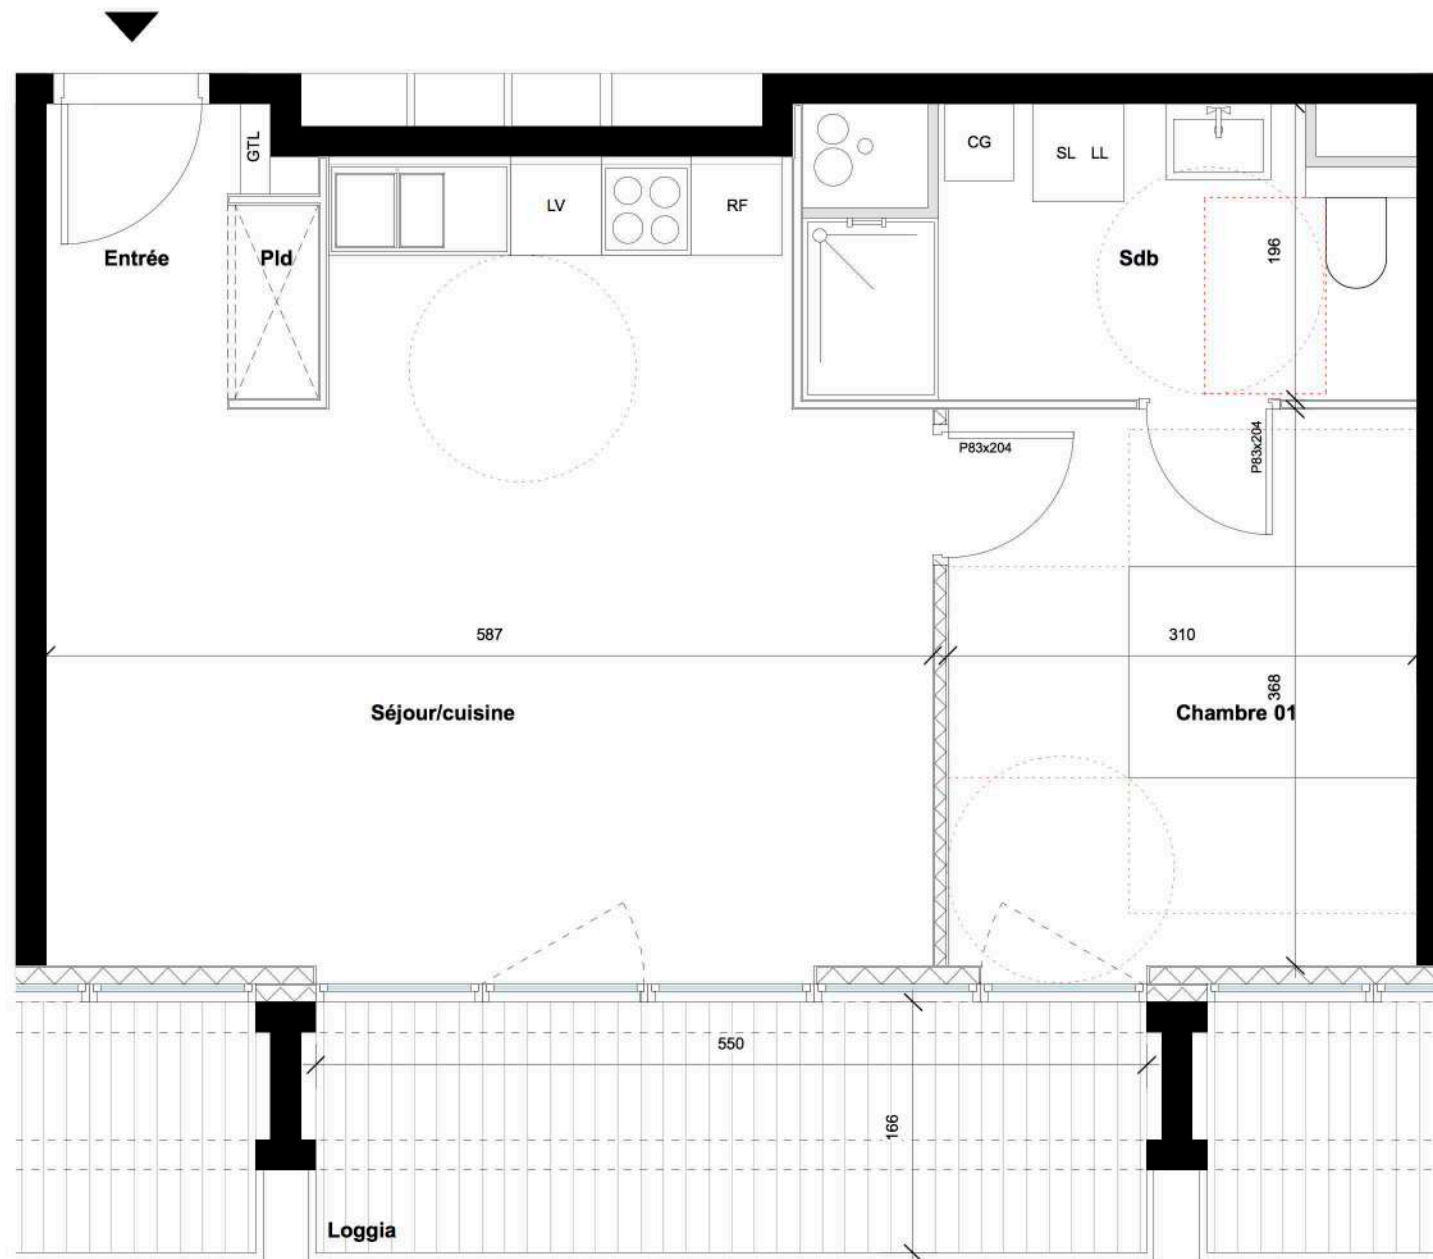 GTL
CG
SL LL
LV
RF
Entrée
Pld
Sdb
196
P83x204
P83x204
587
310
368
Séjour/cuisine
Chambre 01
550
166
Loggia